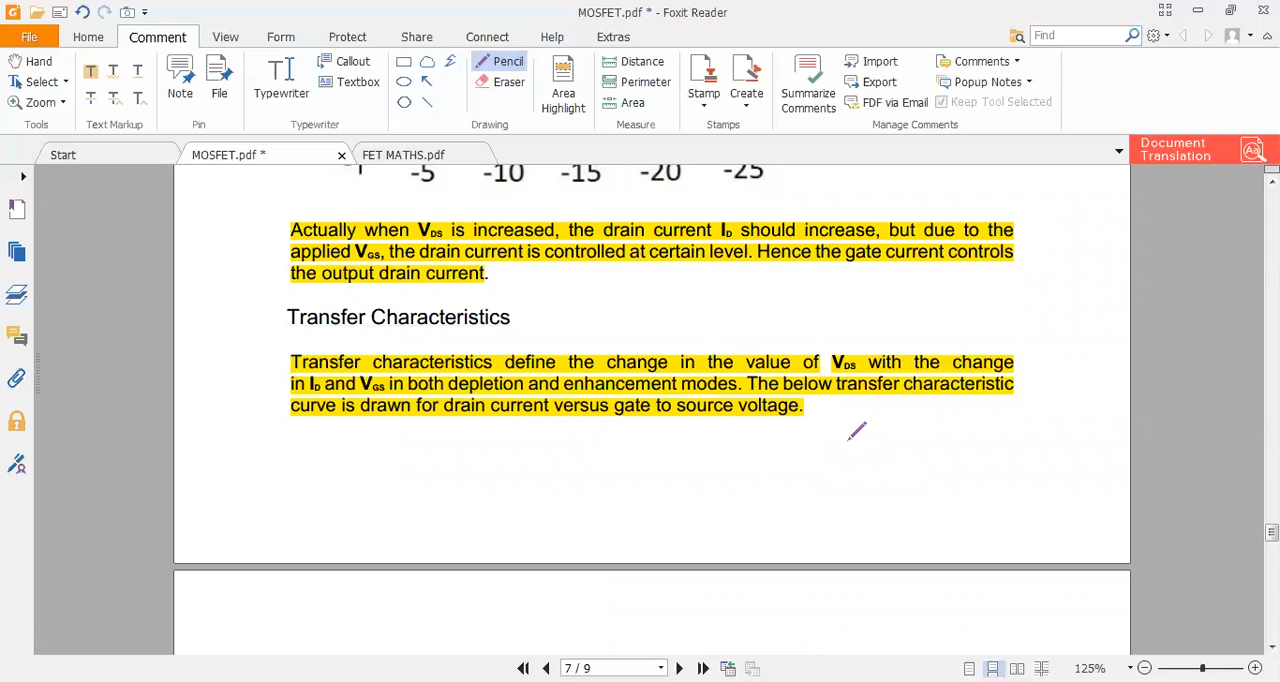 MOSFET.pdf * - Foxit Reader
File Home Comment View Form Protect Share Connect Help Extras Find
Hand Select Zoom Tools
T T T T T T Text Markup
Note File Pin
Typewriter Callout Textbox Typewriter
Pencil Eraser Area Highlight Drawing
Distance Perimeter Area Measure
Stamp Create Stamps
Summarize Comments Import Export FDF via Email Comments Popup Notes Keep Tool Selected Manage Comments
Start MOSFET.pdf * FET MATHS.pdf Document Translation
-5 -10 -15 -20 -25
Actually when VDS is increased, the drain current ID should increase, but due to the
applied VGS, the drain current is controlled at certain level. Hence the gate current controls
the output drain current.
Transfer Characteristics
Transfer characteristics define the change in the value of VDS with the change
in ID and VGS in both depletion and enhancement modes. The below transfer characteristic
curve is drawn for drain current versus gate to source voltage.
7 / 9 125%